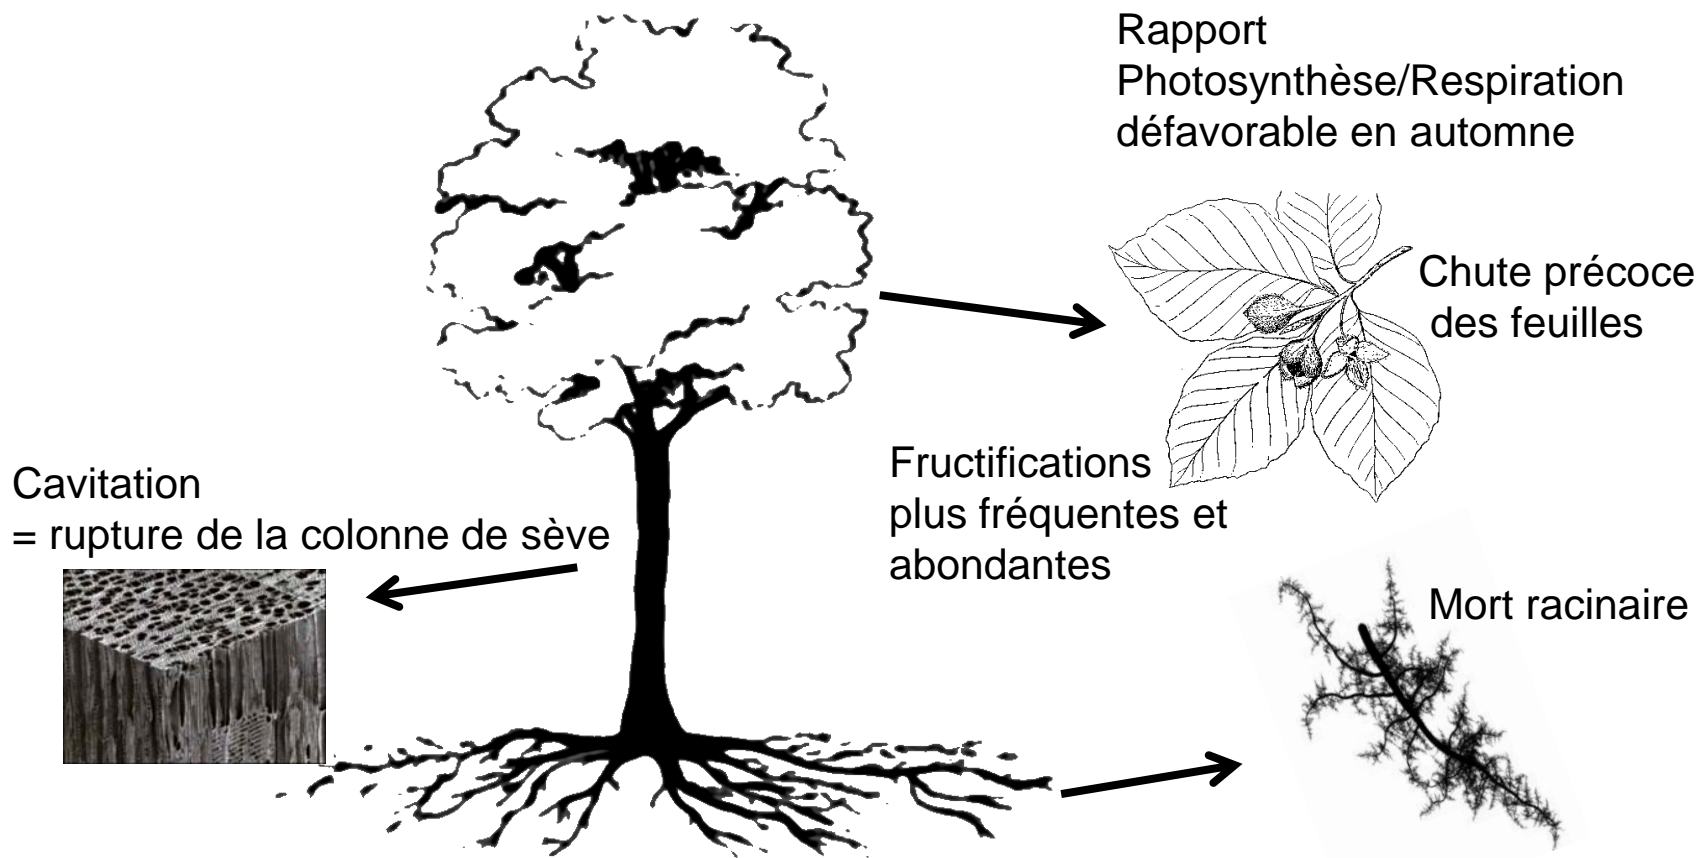 Rapport
Photosynthèse/Respiration
défavorable en automne
Chute précoce
des feuilles
Fructifications
plus fréquentes et
abondantes
Cavitation
= rupture de la colonne de sève
Mort racinaire